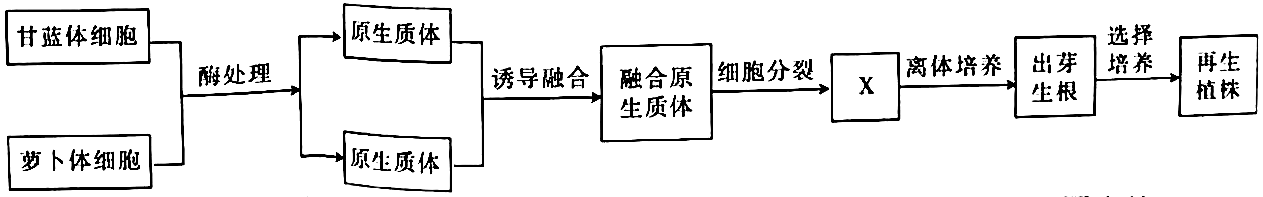 甘蓝体细胞
萝卜体细胞
酶处理
原生质体
原生质体
诱导融合
融合原
生质体
细胞分裂
X
离体培养
出芽
生根
选择
培养
再生
植株